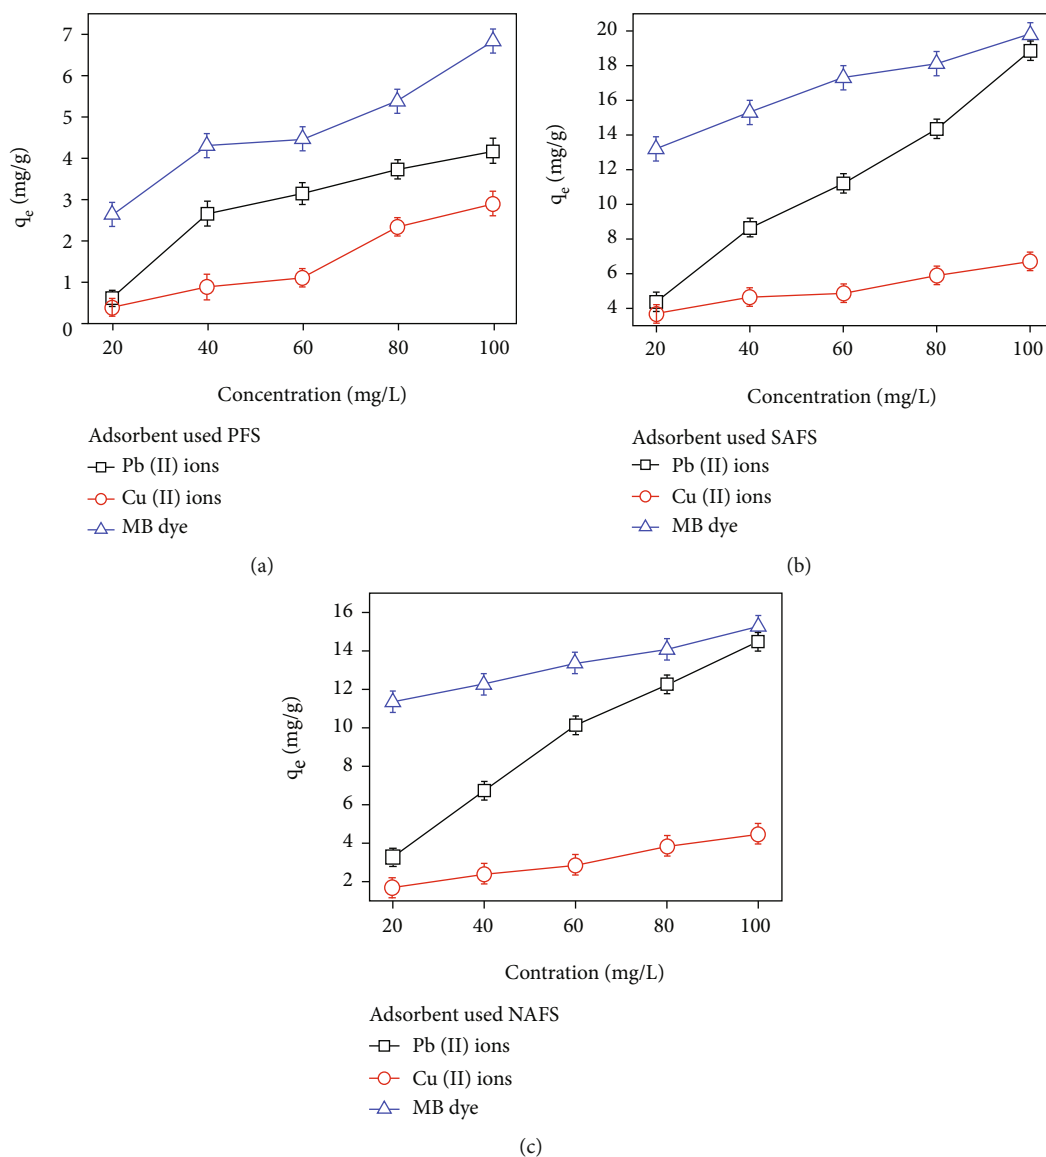 7
6
5
4
3
2
1
0
q_e (mg/g)
20 40 60 80 100
Concentration (mg/L)
Adsorbent used PFS
Pb (II) ions
Cu (II) ions
MB dye
(a)
20
18
16
14
12
10
8
6
4
q_e (mg/g)
20 40 60 80 100
Concentration (mg/L)
Adsorbent used SAFS
Pb (II) ions
Cu (II) ions
MB dye
(b)
16
14
12
10
8
6
4
2
q_e (mg/g)
20 40 60 80 100
Contration (mg/L)
Adsorbent used NAFS
Pb (II) ions
Cu (II) ions
MB dye
(c)